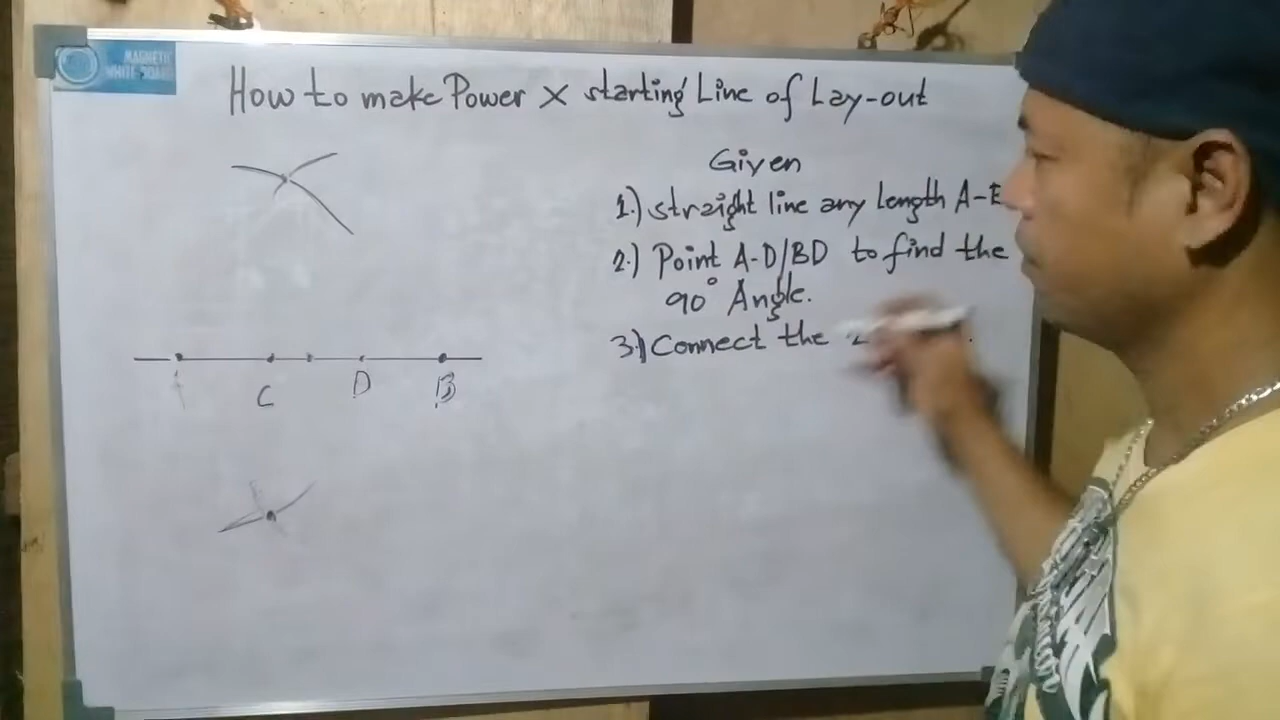 MAGNETIC
WHITE BOARD
How to make Power X starting Line of Lay-out
Given
1.) straight line any Length A-
2.) Point A-D/BD to find the
90° Angle.
3.) Connect the
A
C
D
B